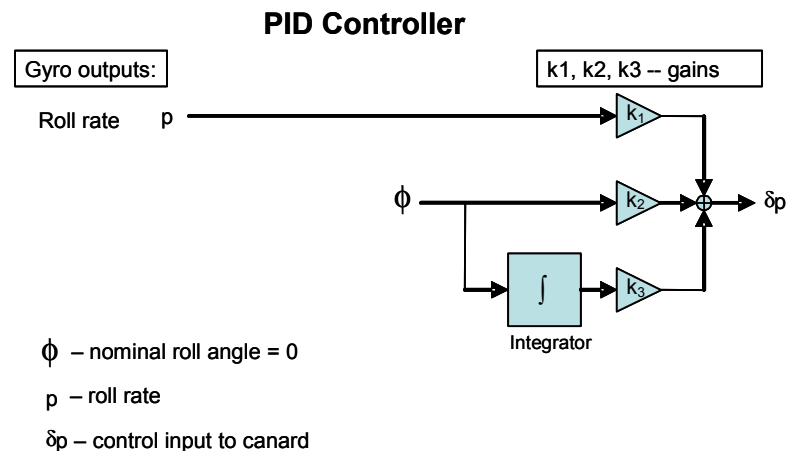 PID Controller
Gyro outputs:
k1, k2, k3 -- gains
Roll rate p
k1
ϕ
k2
δp
∫
k3
Integrator
ϕ – nominal roll angle = 0
p – roll rate
δp – control input to canard